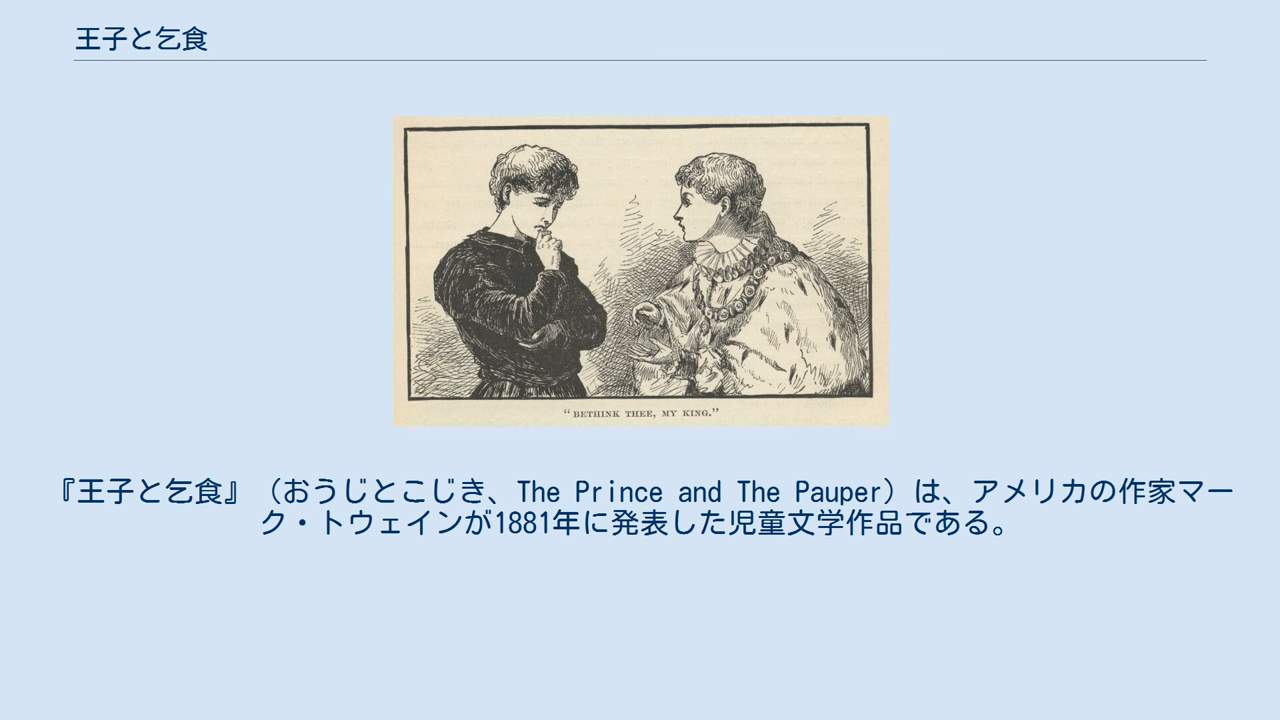 王子と乞食
“BETHINK THEE, MY KING.”
『王子と乞食』（おうじとこじき、The Prince and The Pauper）は、アメリカの作家マー
ク・トウェインが1881年に発表した児童文学作品である。